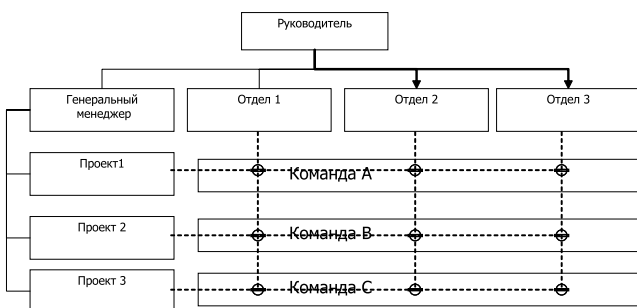 Руководитель
Генеральный
менеджер
Отдел 1
Отдел 2
Отдел 3
Проект1
Команда А
Проект 2
Команда В
Проект 3
Команда С